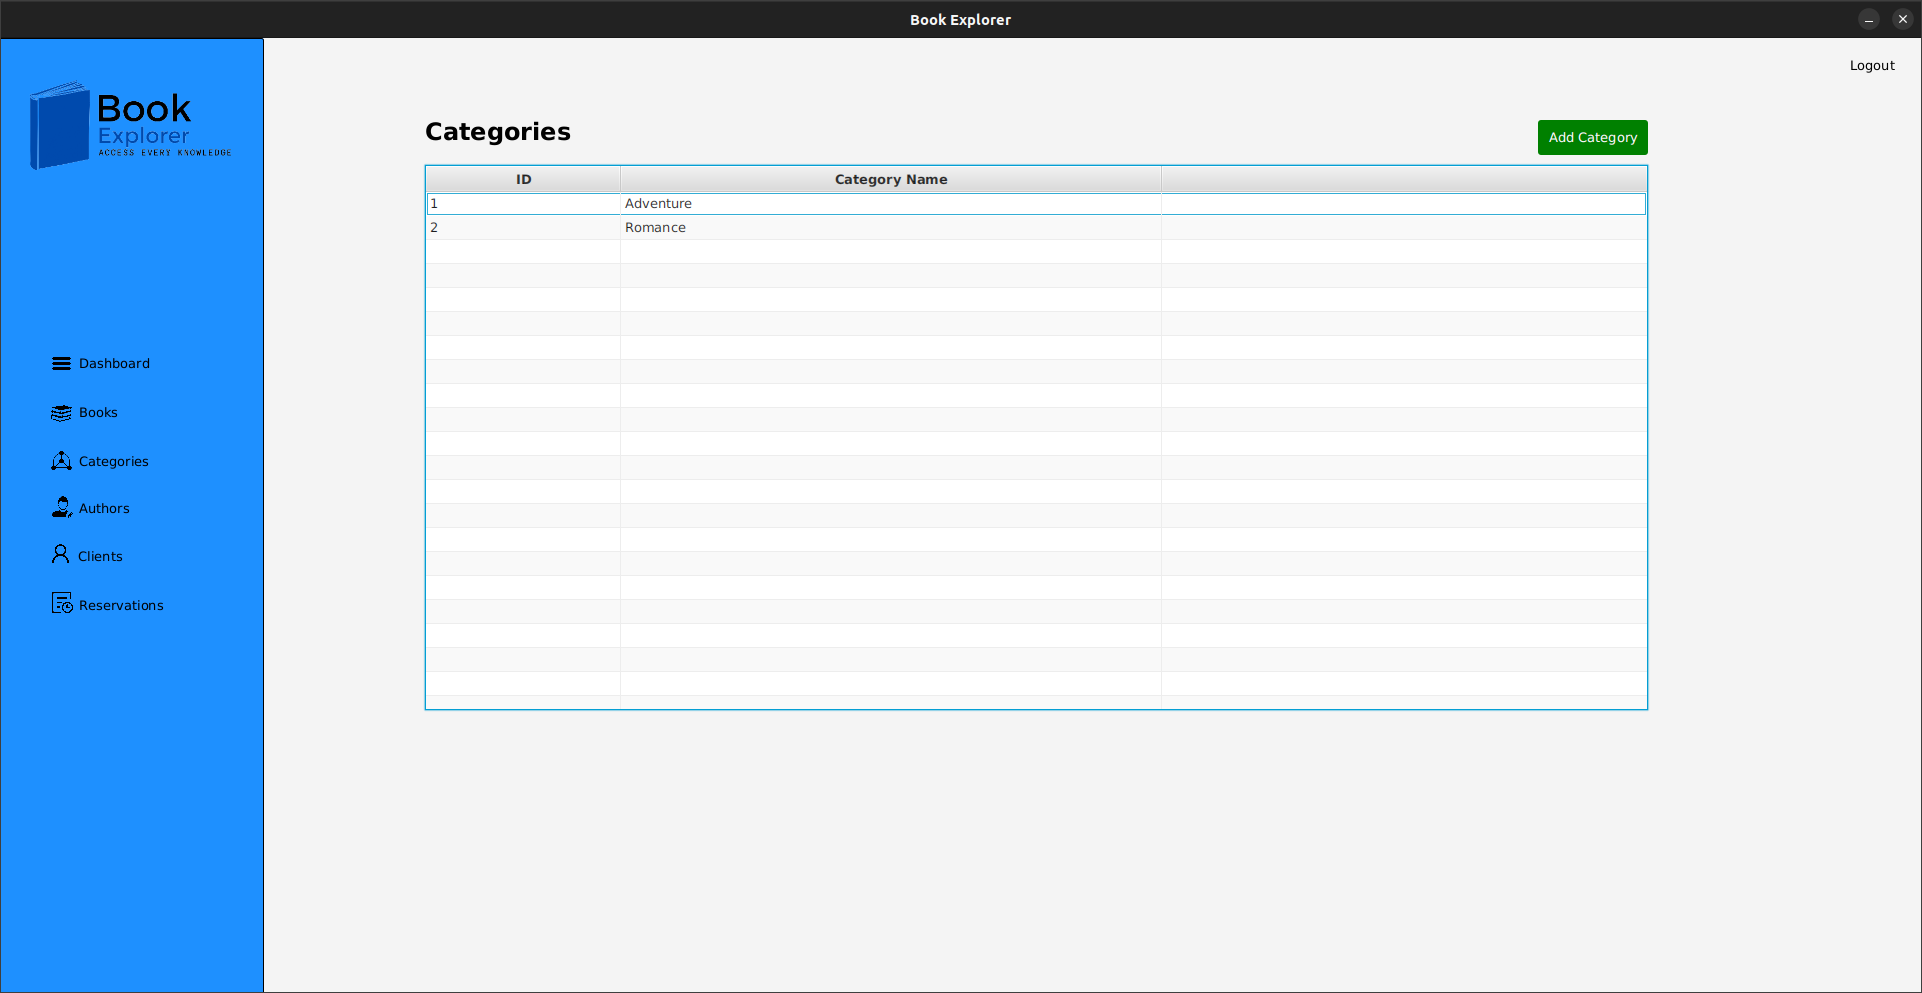 Book Explorer
Logout
Book
Explorer
ACCESS EVERY KNOWLEDGE
Categories
Add Category
ID Category Name
1 Adventure
2 Romance
Dashboard
Books
Categories
Authors
Clients
Reservations